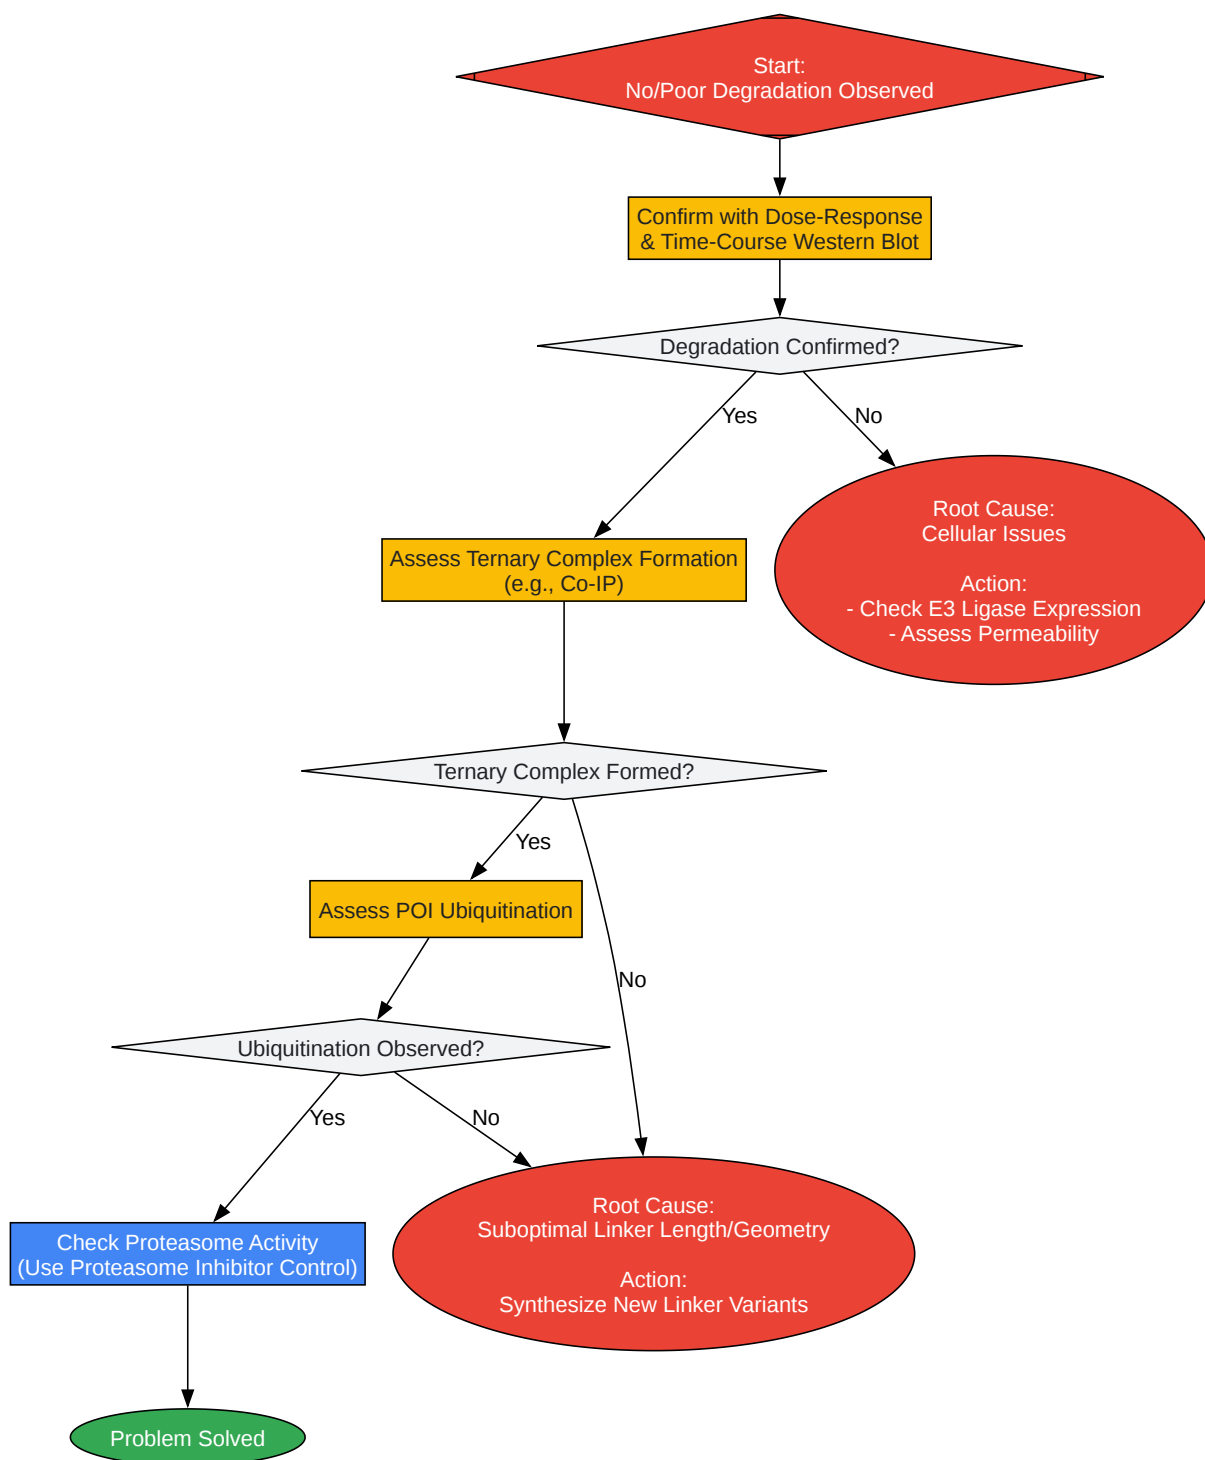 Start:
No/Poor Degradation Observed
Confirm with Dose-Response
& Time-Course Western Blot
Degradation Confirmed?
Yes
No
Root Cause:
Cellular Issues
Action:
- Check E3 Ligase Expression
- Assess Permeability
Assess Ternary Complex Formation
(e.g., Co-IP)
Ternary Complex Formed?
Yes
No
Assess POI Ubiquitination
Ubiquitination Observed?
Yes
No
Root Cause:
Suboptimal Linker Length/Geometry
Action:
Synthesize New Linker Variants
Check Proteasome Activity
(Use Proteasome Inhibitor Control)
Problem Solved